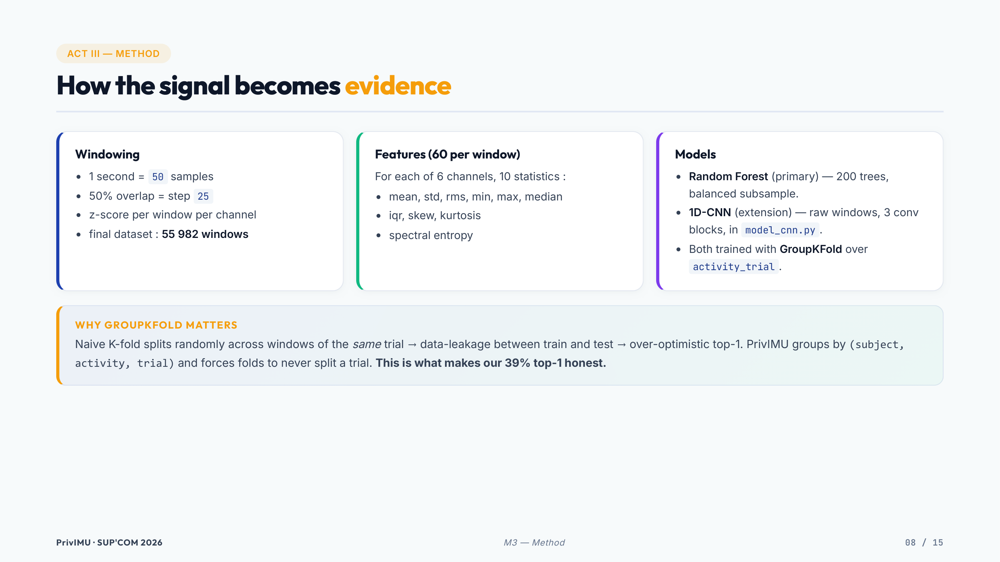 ACT III — METHOD
How the signal becomes evidence
Windowing
• 1 second = 50 samples
• 50% overlap = step 25
• z-score per window per channel
• final dataset : 55 982 windows
Features (60 per window)
For each of 6 channels, 10 statistics :
• mean, std, rms, min, max, median
• iqr, skew, kurtosis
• spectral entropy
Models
• Random Forest (primary) — 200 trees,
balanced subsample.
• 1D-CNN (extension) — raw windows, 3 conv
blocks, in model_cnn.py.
• Both trained with GroupKFold over
activity_trial.
WHY GROUPKFOLD MATTERS
Naive K-fold splits randomly across windows of the same trial → data-leakage between train and test → over-optimistic top-1. PrivIMU groups by (subject,
activity, trial) and forces folds to never split a trial. This is what makes our 39% top-1 honest.
PrivIMU · SUP'COM 2026
M3 — Method
08 / 15